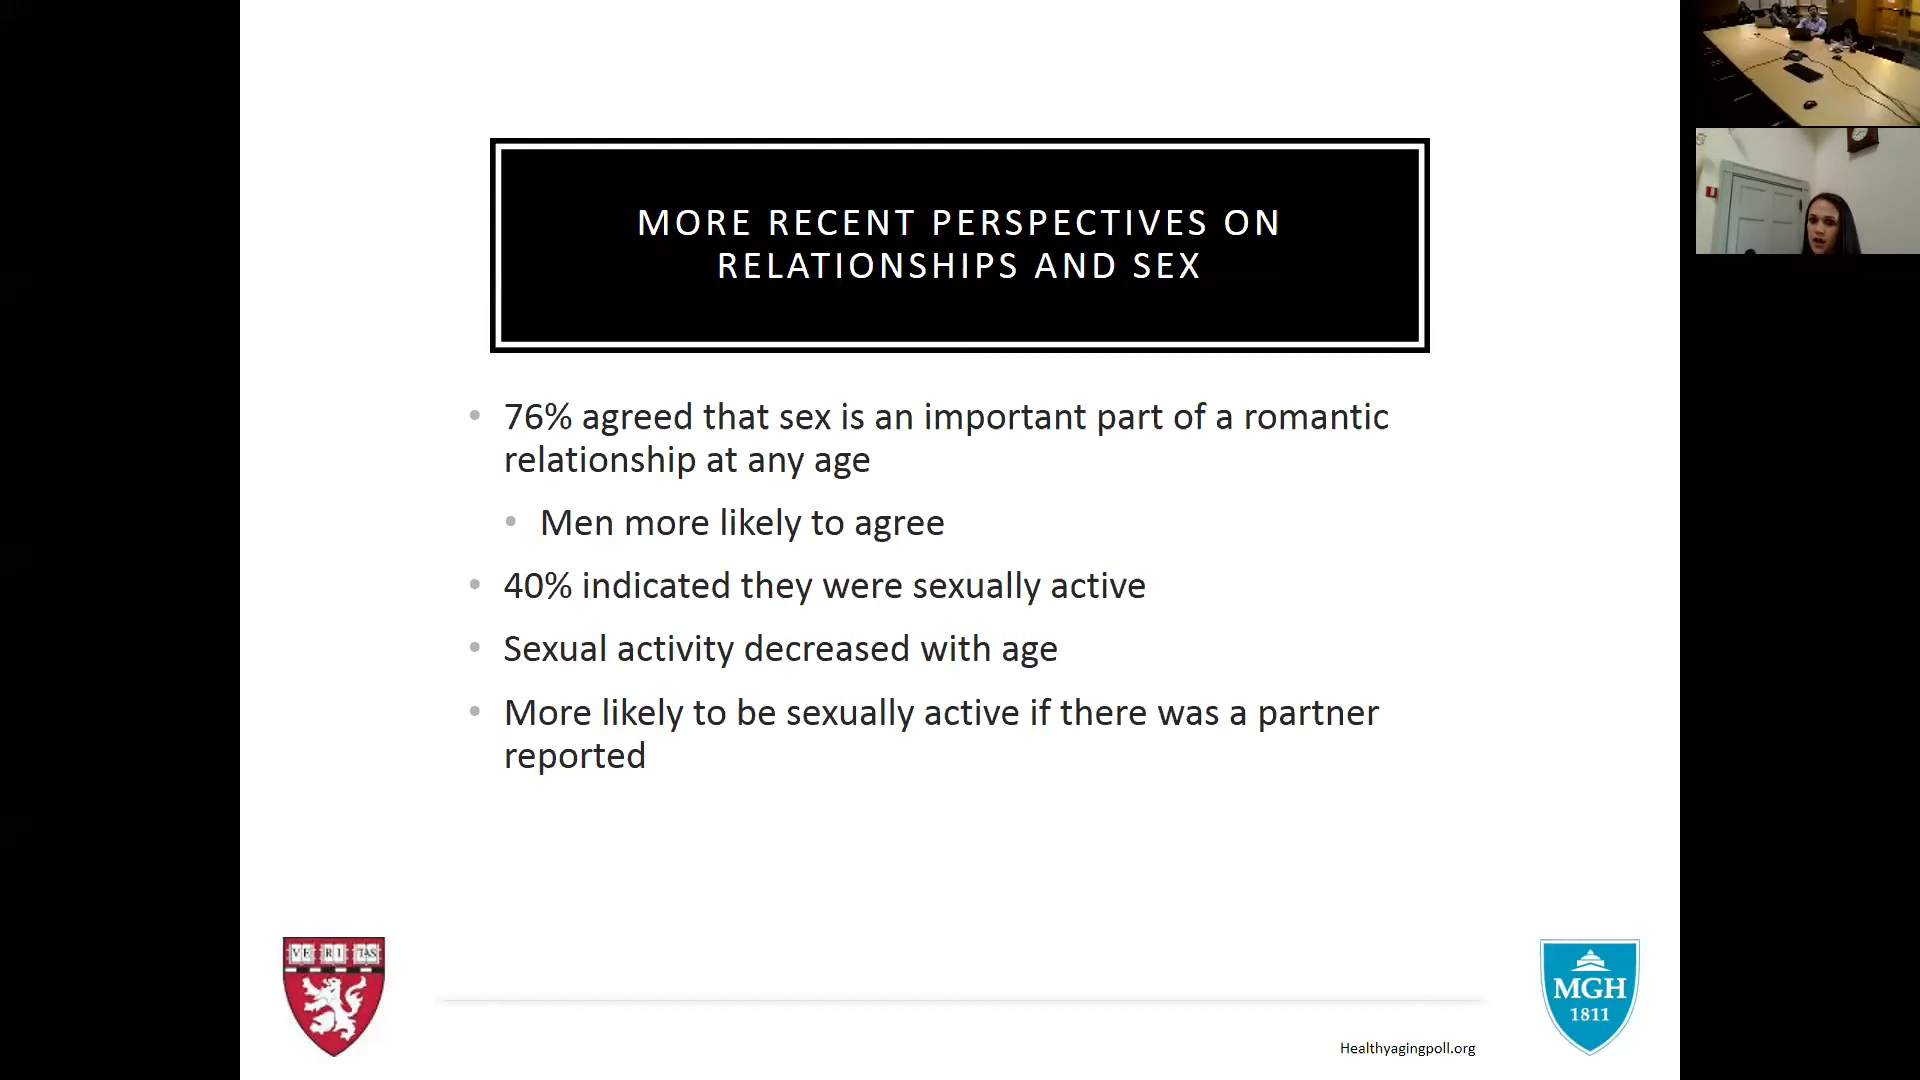 MORE RECENT PERSPECTIVES ON
RELATIONSHIPS AND SEX
• 76% agreed that sex is an important part of a romantic
relationship at any age
• Men more likely to agree
• 40% indicated they were sexually active
• Sexual activity decreased with age
• More likely to be sexually active if there was a partner
reported
VE RI TAS
MGH
1811
Healthyagingpoll.org